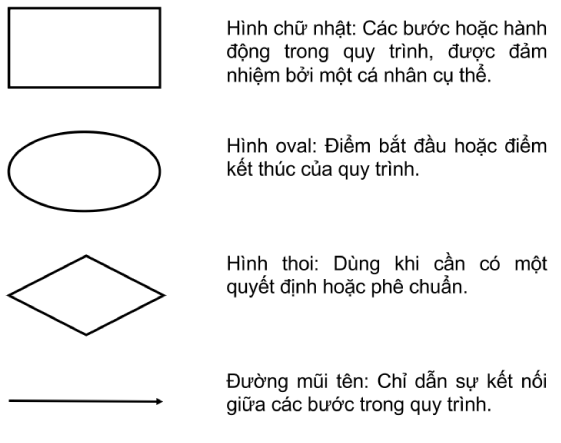 Hình chữ nhật: Các bước hoặc hành
động trong quy trình, được đảm
nhiệm bởi một cá nhân cụ thể.
Hình oval: Điểm bắt đầu hoặc điểm
kết thúc của quy trình.
Hình thoi: Dùng khi cần có một
quyết định hoặc phê chuẩn.
Đường mũi tên: Chỉ dẫn sự kết nối
giữa các bước trong quy trình.